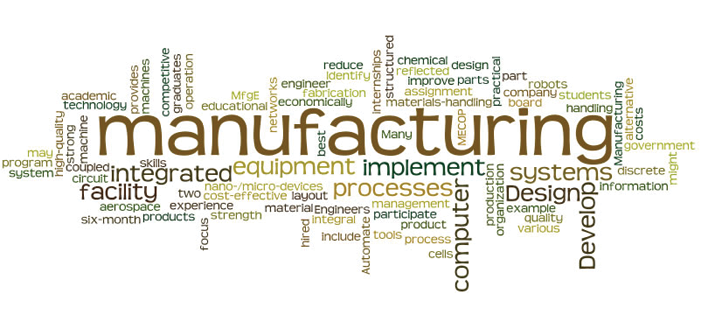 manufacturing
academic
technology
provides
machines
competitive
graduates
operation
MfgE
educational
networks
engineer
fabrication
economically
reduce
identify
internships
structured
chemical
reflected
improve
assignment
materials-handling
design
parts
practical
part
company
board
robots
students
handling
Manufacturing
alternative
costs
government
might
may
program
system
high-quality
strong
machine
coupled
circuit
skills
integrated
facility
equipment
best
Many
implement
MECOP
systems
discrete
information
aerospace
six-month
products
two
experience
nano-/micro-devices
cost-effective
layout
strength
focus
material
Engineers
hired
integral
include
Automate
processes
management
participate
product
tools
process
cells
computer
production
organization
Design
example
quality
various
Develop